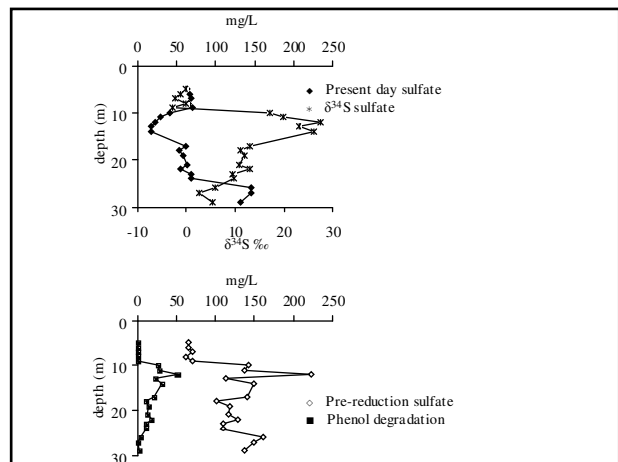 mg/L
0 50 100 150 200 250
0
10
20
30
depth (m)
Present day sulfate
δ³⁴S sulfate
-10 0 10 20 30
δ³⁴S ‰
mg/L
0 50 100 150 200 250
0
10
20
30
depth (m)
Pre-reduction sulfate
Phenol degradation